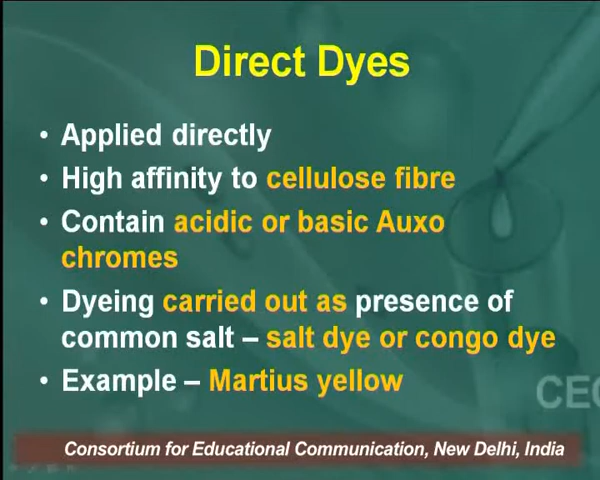 Direct Dyes
• Applied directly
• High affinity to cellulose fibre
• Contain acidic or basic Auxo
chromes
• Dyeing carried out as presence of
common salt – salt dye or congo dye
• Example – Martius yellow
CEC
Consortium for Educational Communication, New Delhi, India